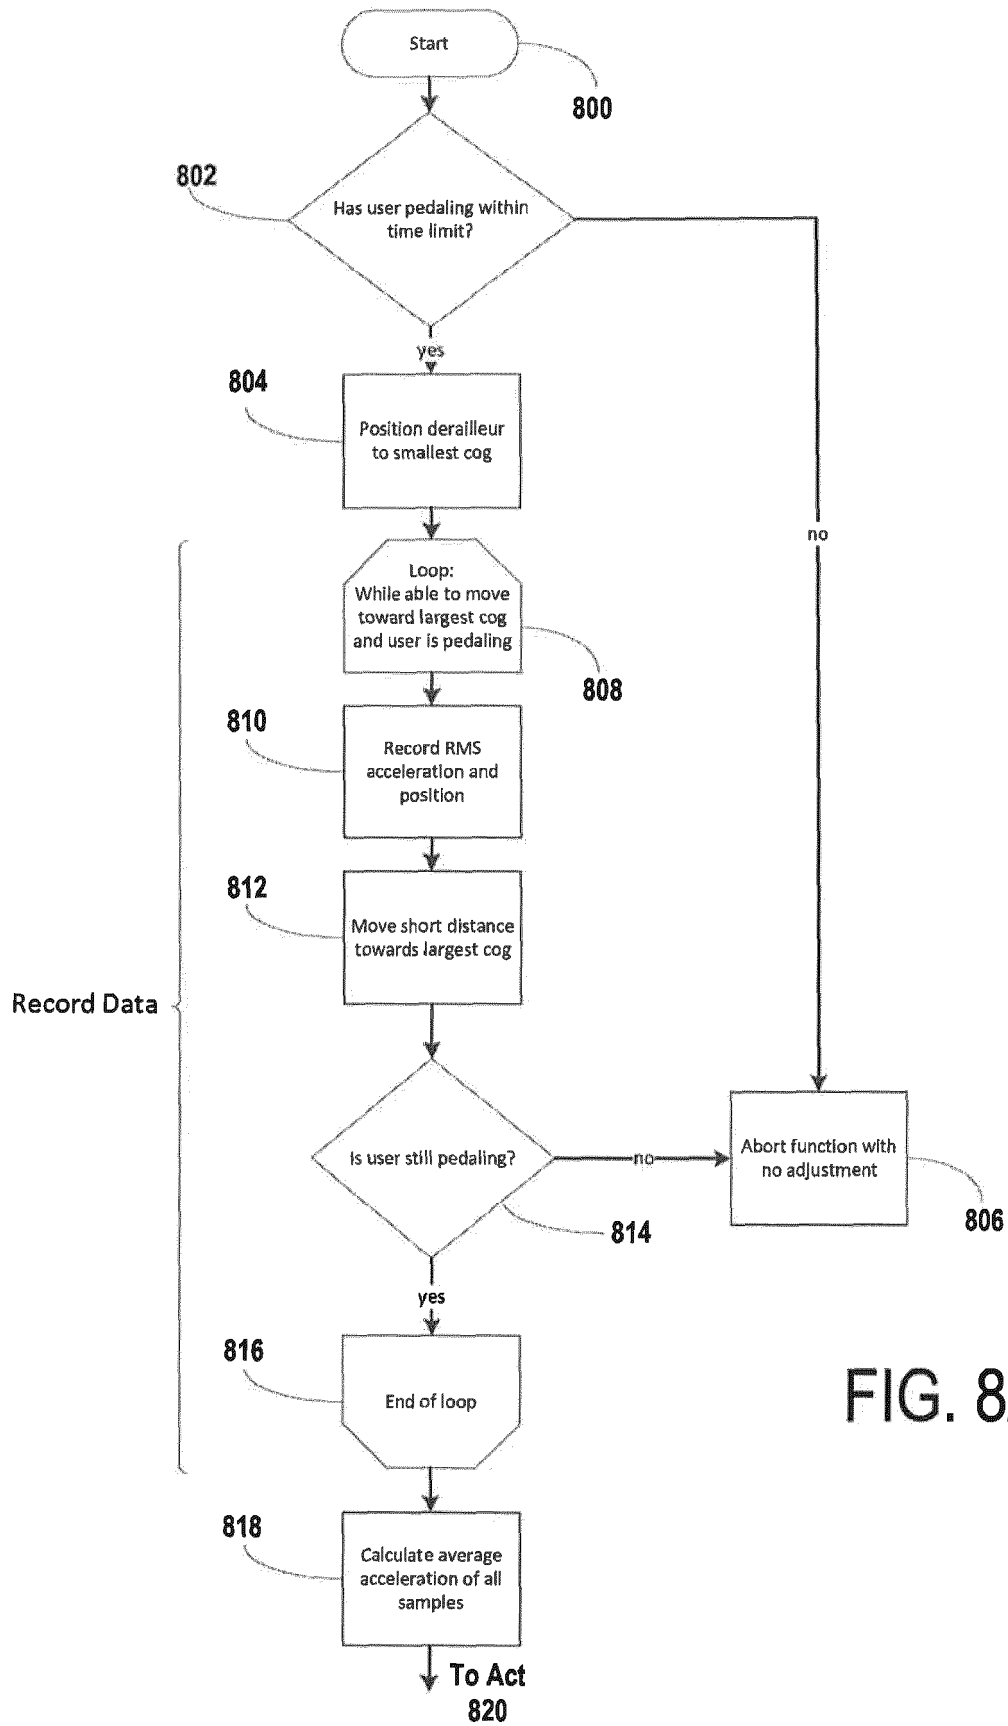 Start
800
802
Has user pedaling within
time limit?
yes
804
Position derailleur
to smallest cog
no
Loop:
While able to move
toward largest cog
and user is pedaling
808
810
Record RMS
acceleration and
position
812
Move short distance
towards largest cog
Record Data
Is user still pedaling?
no
814
Abort function with
no adjustment
806
yes
816
End of loop
FIG. 8
818
Calculate average
acceleration of all
samples
To Act
820